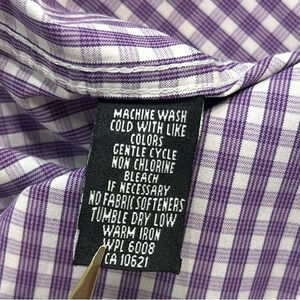 MACHINE WASH
COLD WITH LIKE
COLORS
GENTLE CYCLE
NON CHLORINE
BLEACH
IF NECESSARY
NO FABRIC SOFTENERS
TUMBLE DRY LOW
WARM IRON
WPL 6008
CA 10621